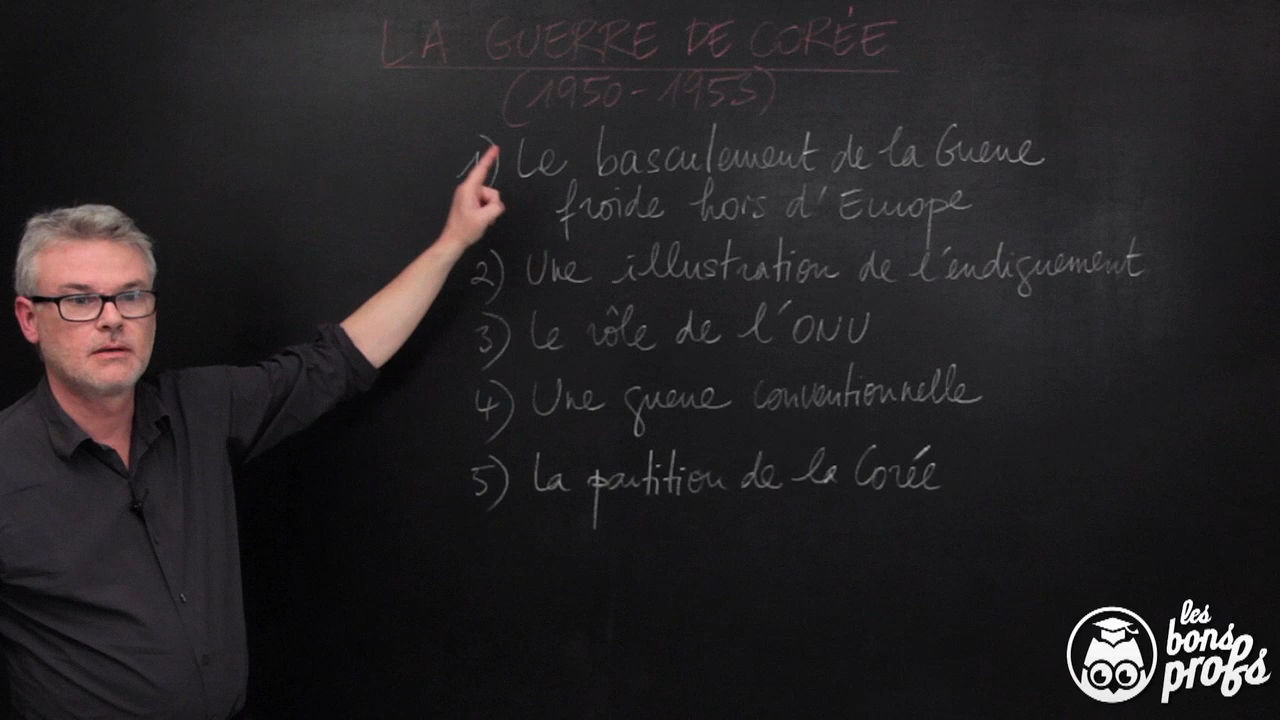 LA GUERRE DE CORÉE
(1950-1953)
1) Le basculement de la Guerre
froide hors d'Europe
2) Une illustration de l'endiguement
3) Le rôle de l'ONU
4) Une guerre conventionnelle
5) La partition de la Corée
les
bons
profs